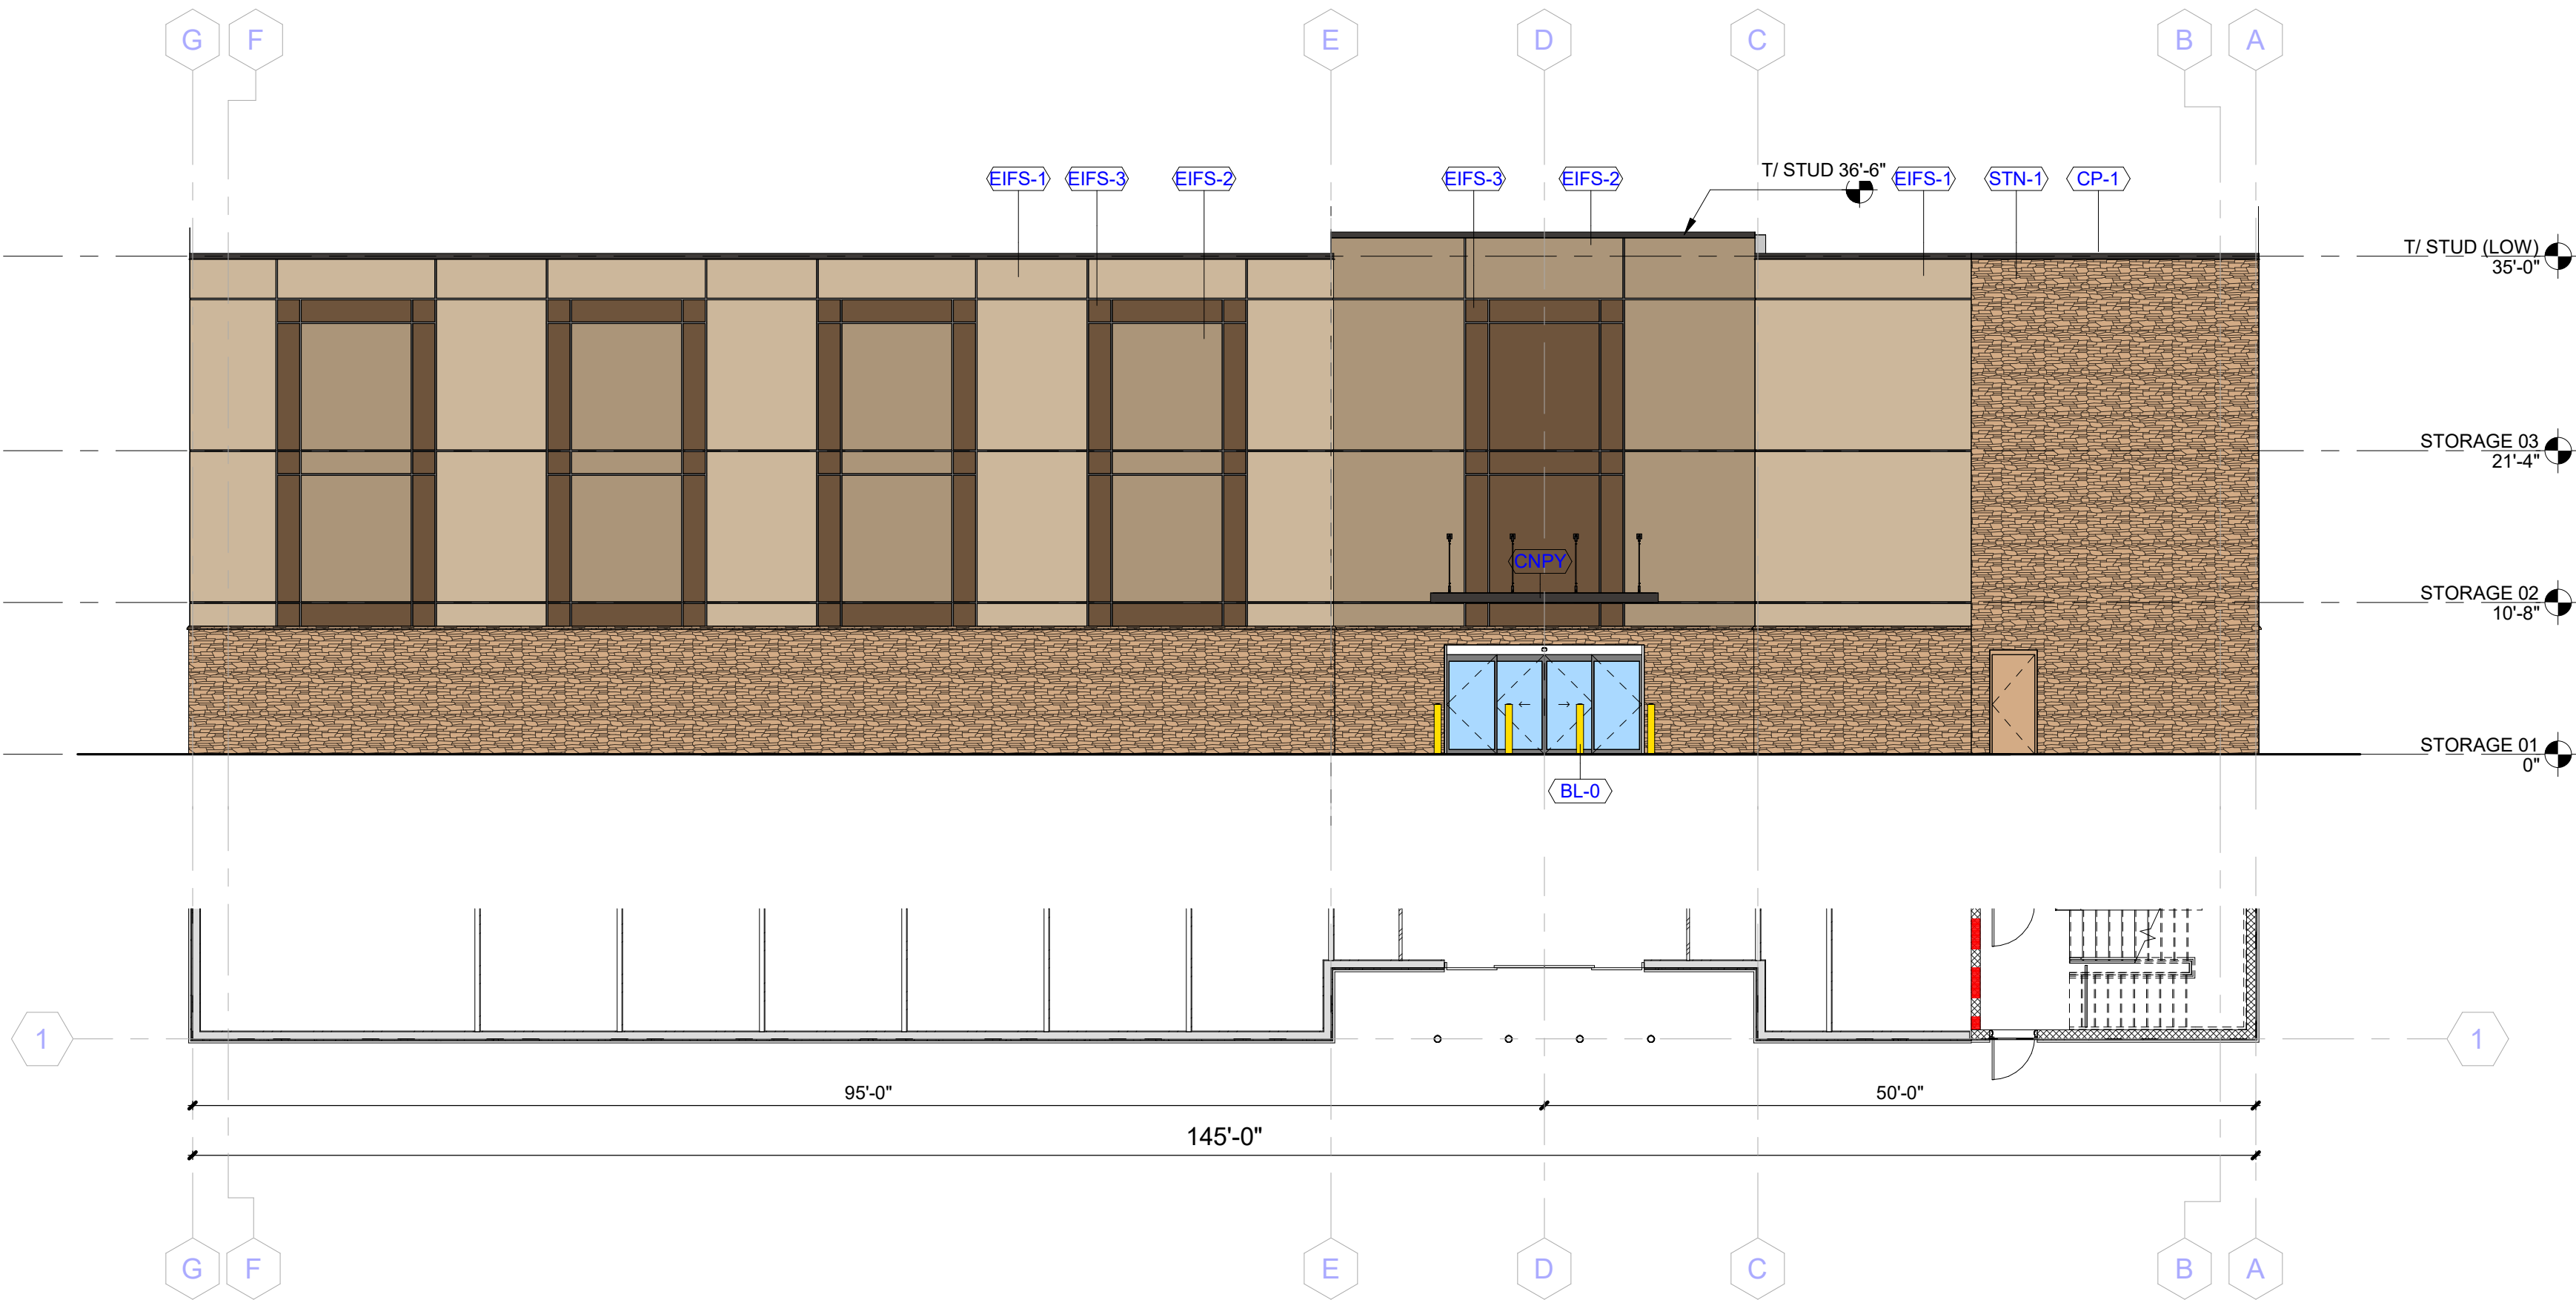 G F E D C B A
EIFS-1 EIFS-3 EIFS-2 EIFS-3 EIFS-2 T/ STUD 36'-6" EIFS-1 STN-1 CP-1
T/ STUD (LOW)
35'-0"
STORAGE 03
21'-4"
CNPY
STORAGE 02
10'-8"
STORAGE 01
0"
BL-0
1 1
95'-0" 50'-0"
145'-0"
G F E D C B A